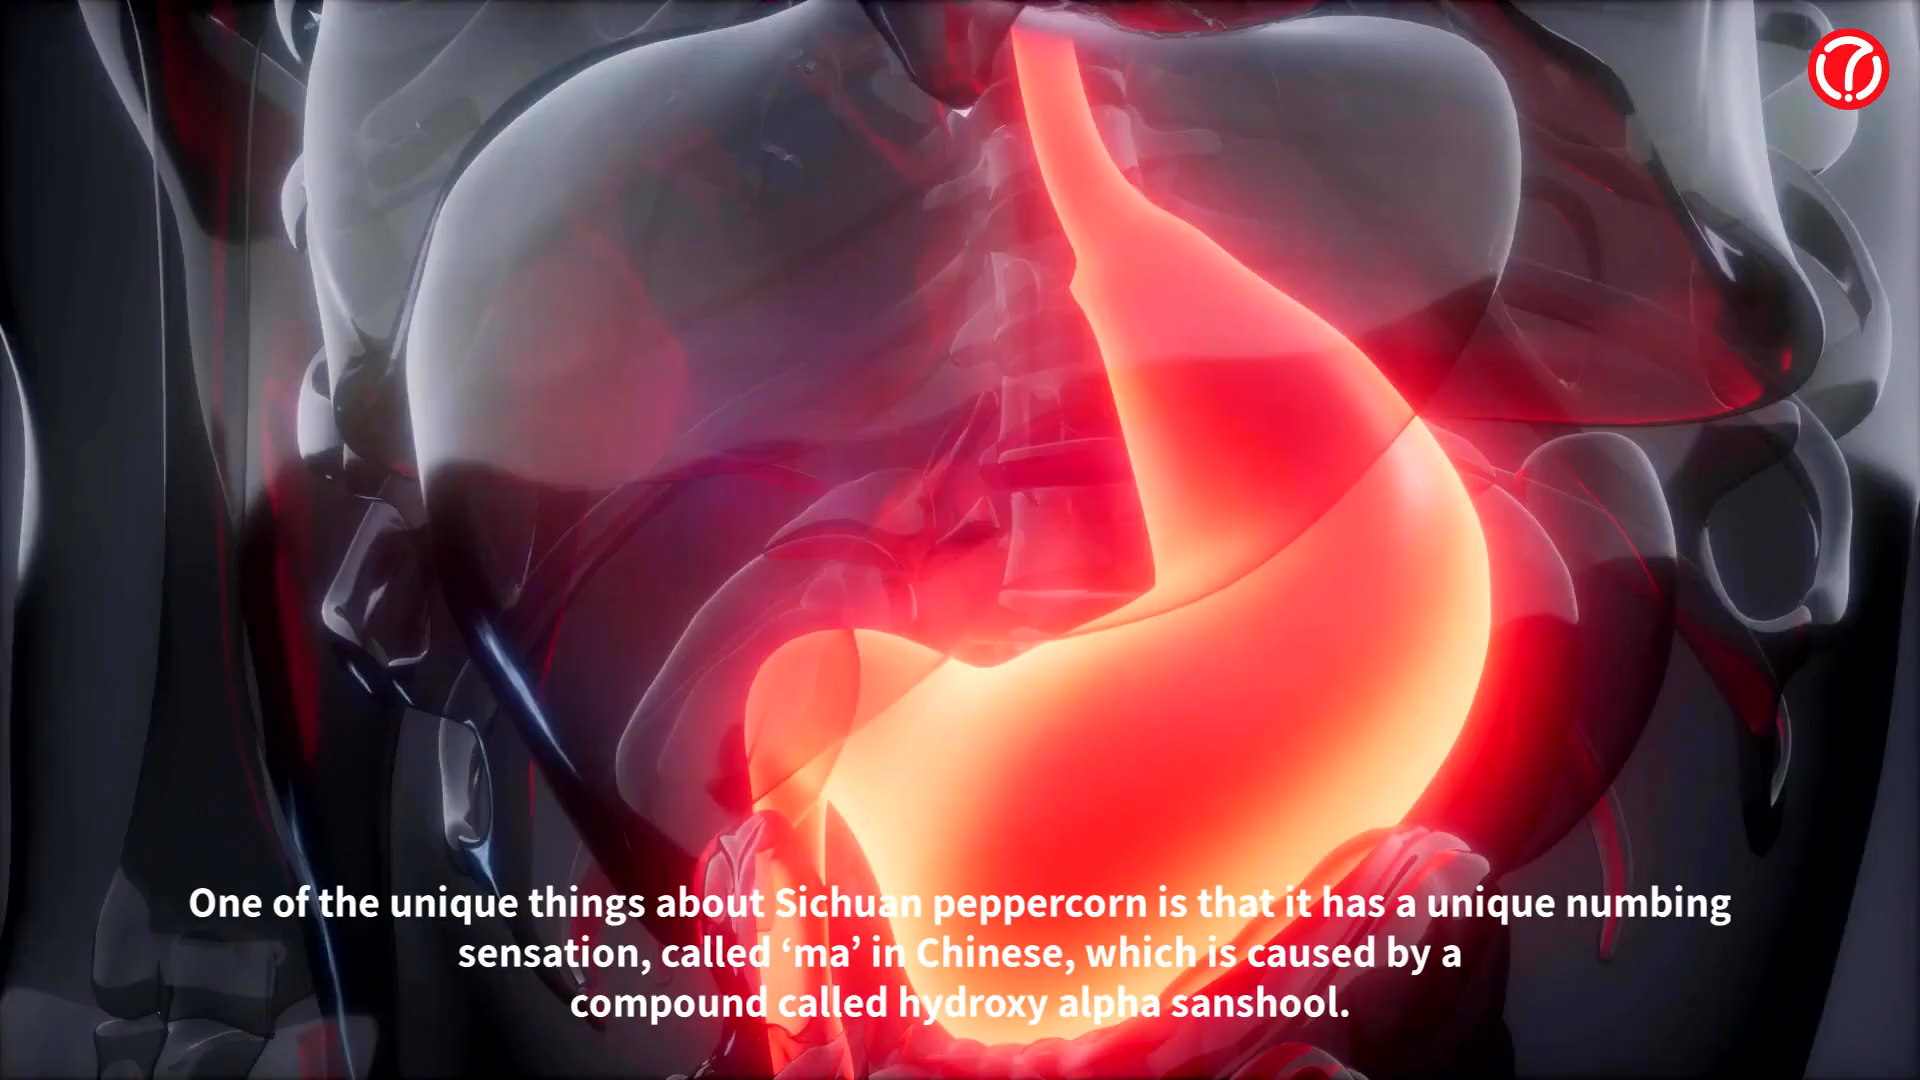 One of the unique things about Sichuan peppercorn is that it has a unique numbing
sensation, called ‘ma’ in Chinese, which is caused by a
compound called hydroxy alpha sanshool.